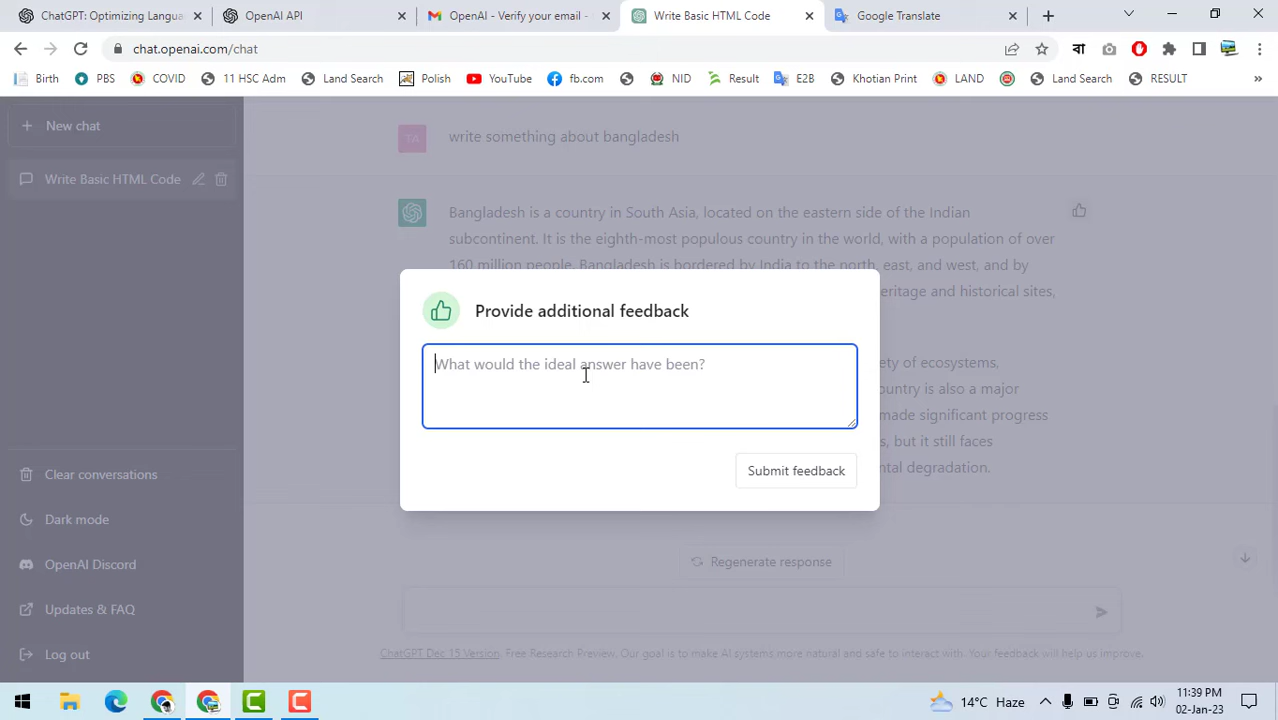 ChatGPT: Optimizing Langua
OpenAI API
OpenAI - Verify your email -
Write Basic HTML Code
Google Translate
chat.openai.com/chat
বা
Birth
PBS
COVID
11 HSC Adm
Land Search
Polish
YouTube
fb.com
NID
Result
E2B
Khotian Print
LAND
Land Search
RESULT
New chat
write something about bangladesh
Write Basic HTML Code
Bangladesh is a country in South Asia, located on the eastern side of the Indian
subcontinent. It is the eighth-most populous country in the world, with a population of over
160 million people. Bangladesh is bordered by India to the north, east, and west, and by
eritage and historical sites,
Provide additional feedback
What would the ideal answer have been?
ety of ecosystems,
ountry is also a major
made significant progress
s, but it still faces
ntal degradation.
Submit feedback
Clear conversations
Dark mode
OpenAI Discord
Updates & FAQ
Log out
Regenerate response
ChatGPT Dec 15 Version. Free Research Preview. Our goal is to make AI systems more natural and safe to interact with. Your feedback will help us improve.
14°C Haze
11:39 PM
02-Jan-23